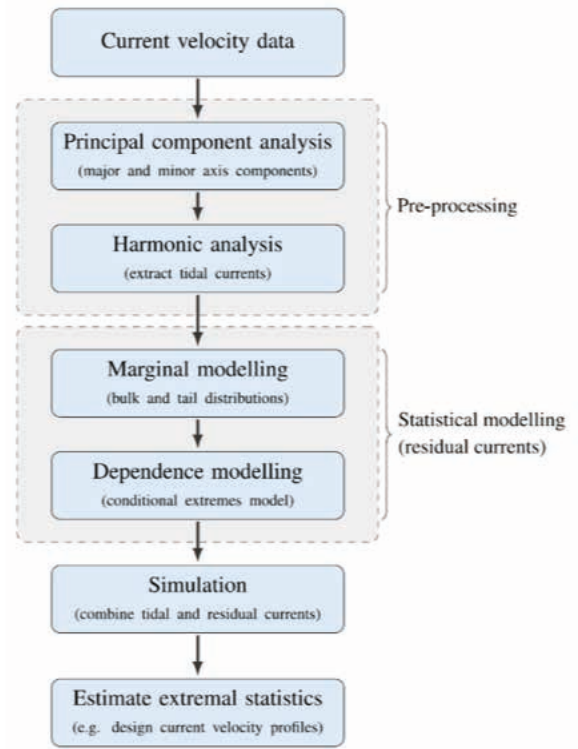 Current velocity data
Principal component analysis
(major and minor axis components)
Pre-processing
Harmonic analysis
(extract tidal currents)
Marginal modelling
(bulk and tail distributions)
Statistical modelling
(residual currents)
Dependence modelling
(conditional extremes model)
Simulation
(combine tidal and residual currents)
Estimate extremal statistics
(e.g. design current velocity profiles)